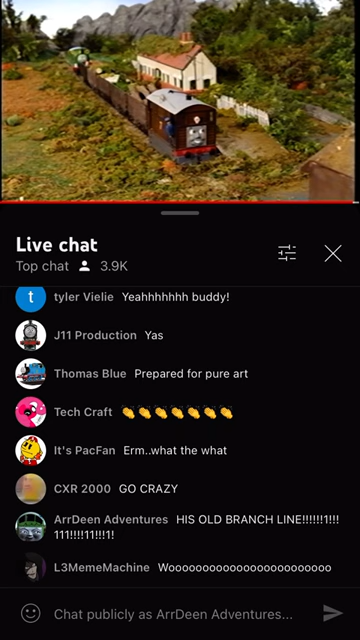 Live chat
Top chat 3.9K
t tyler Vielie Yeahhhhhhh buddy!
J11 Production Yas
Thomas Blue Prepared for pure art
Tech Craft 👏👏👏👏👏👏👏
It's PacFan Erm..what the what
CXR 2000 GO CRAZY
ArrDeen Adventures HIS OLD BRANCH LINE!!!!!!1!!!
111!!!!11!!!1!
L3MemeMachine Woooooooooooooooooooooooo
Chat publicly as ArrDeen Adventures...